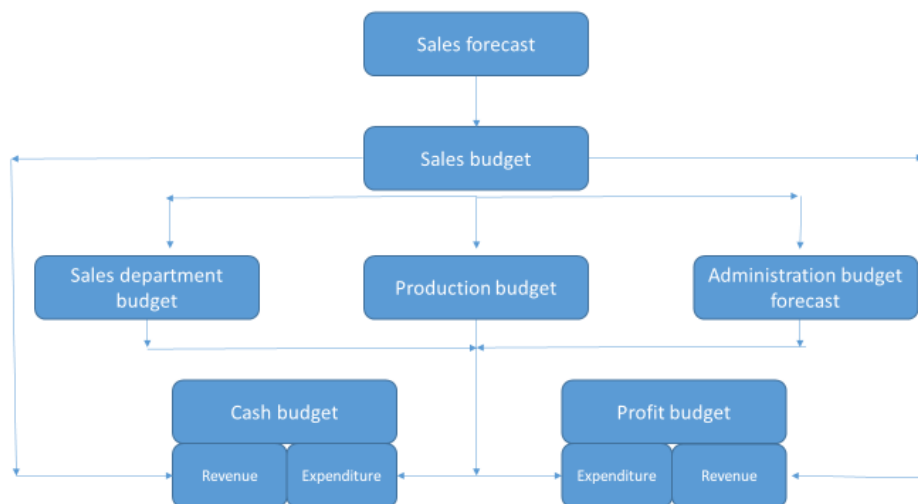 Sales forecast
Sales budget
Sales department
budget
Production budget
Administration budget
forecast
Cash budget
Profit budget
Revenue
Expenditure
Expenditure
Revenue